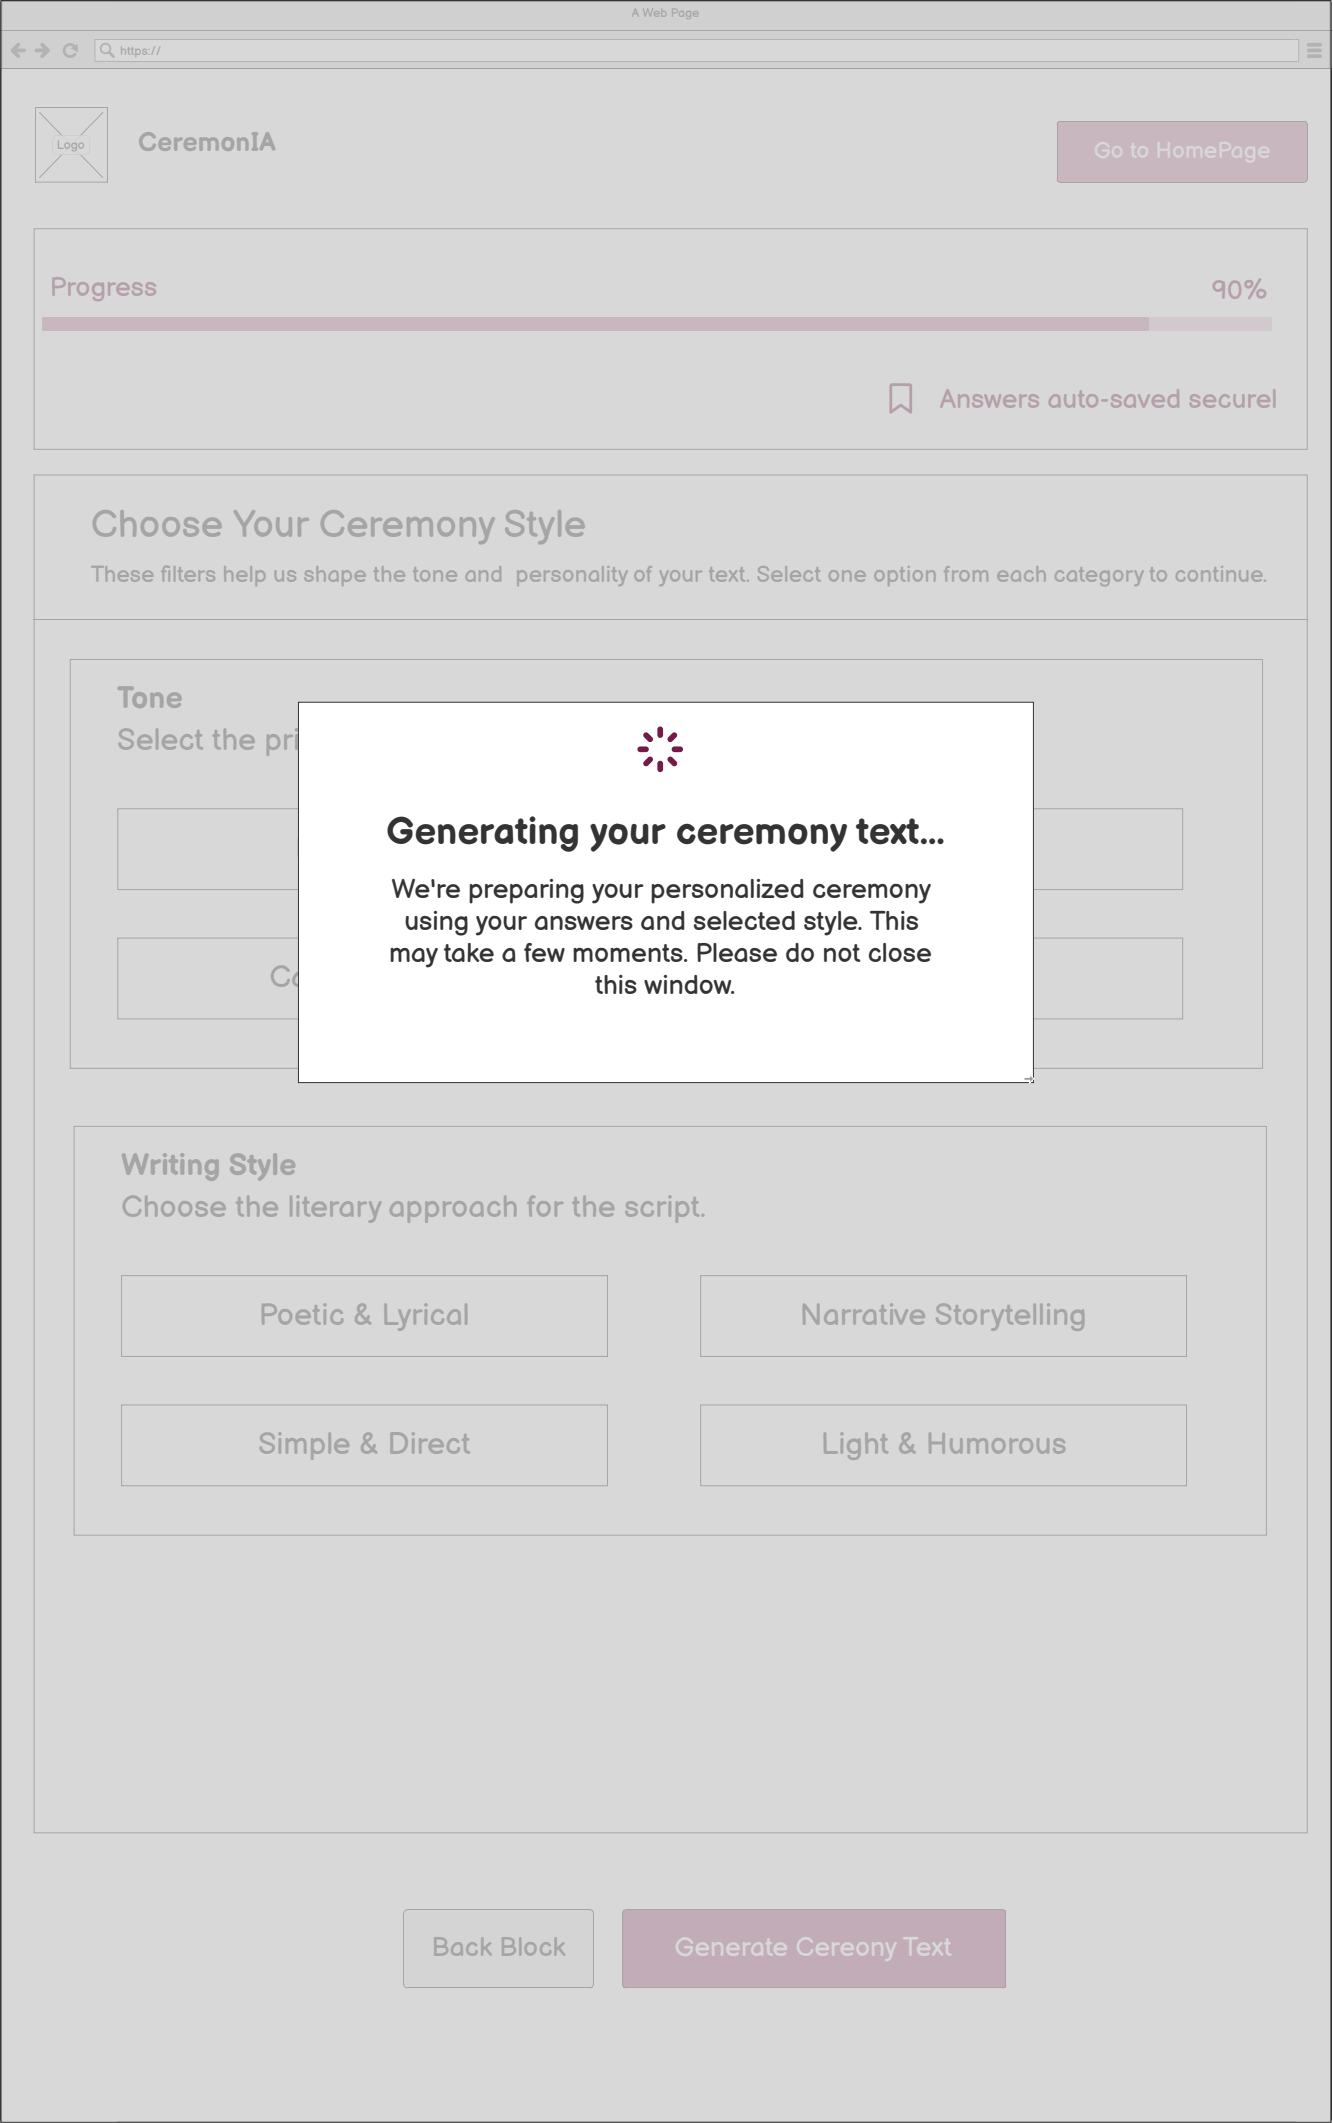 A Web Page
https://
Logo
CeremonIA
Go to HomePage
Progress
90%
Answers auto-saved securel
Choose Your Ceremony Style
These filters help us shape the tone and  personality of your text. Select one option from each category to continue.
Tone
Select the pri
Generating your ceremony text...
We're preparing your personalized ceremony
using your answers and selected style. This
may take a few moments. Please do not close
this window.
Writing Style
Choose the literary approach for the script.
Poetic & Lyrical
Narrative Storytelling
Simple & Direct
Light & Humorous
Back Block
Generate Cereony Text